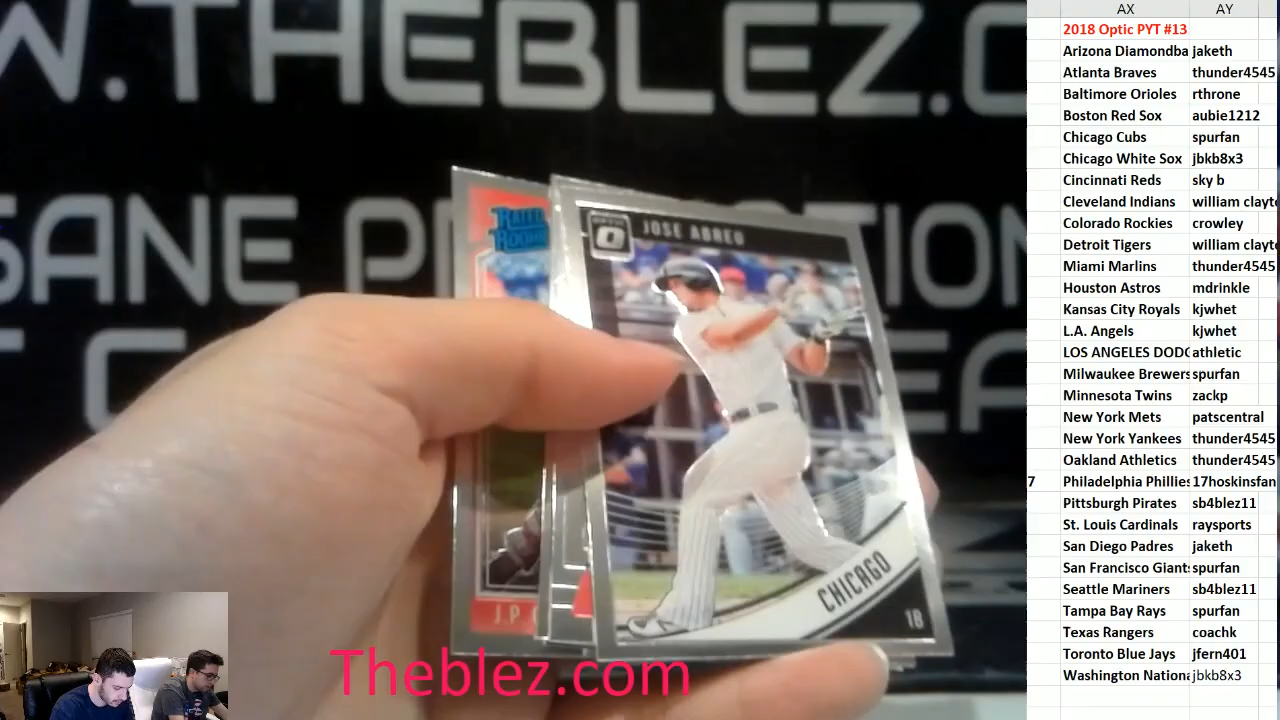 W.THEBLEZ.C
SANE P
RATED
ROOKIE
JOSE ABREU
CHICAGO
18
J.P.
Theblez.com
AX AY
2018 Optic PYT #13
Arizona Diamondba jaketh
Atlanta Braves thunder4545
Baltimore Orioles rthrone
Boston Red Sox aubie1212
Chicago Cubs spurfan
Chicago White Sox jbkb8x3
Cincinnati Reds sky b
Cleveland Indians william clayto
Colorado Rockies crowley
Detroit Tigers william clayto
Miami Marlins thunder4545
Houston Astros mdrinkle
Kansas City Royals kjwhet
L.A. Angels kjwhet
LOS ANGELES DODG athletic
Milwaukee Brewers spurfan
Minnesota Twins zackp
New York Mets patscentral
New York Yankees thunder4545
Oakland Athletics thunder4545
7 Philadelphia Phillies 17hoskinsfan
Pittsburgh Pirates sb4blez11
St. Louis Cardinals raysports
San Diego Padres jaketh
San Francisco Giants spurfan
Seattle Mariners sb4blez11
Tampa Bay Rays spurfan
Texas Rangers coachk
Toronto Blue Jays jfern401
Washington Nationa jbkb8x3